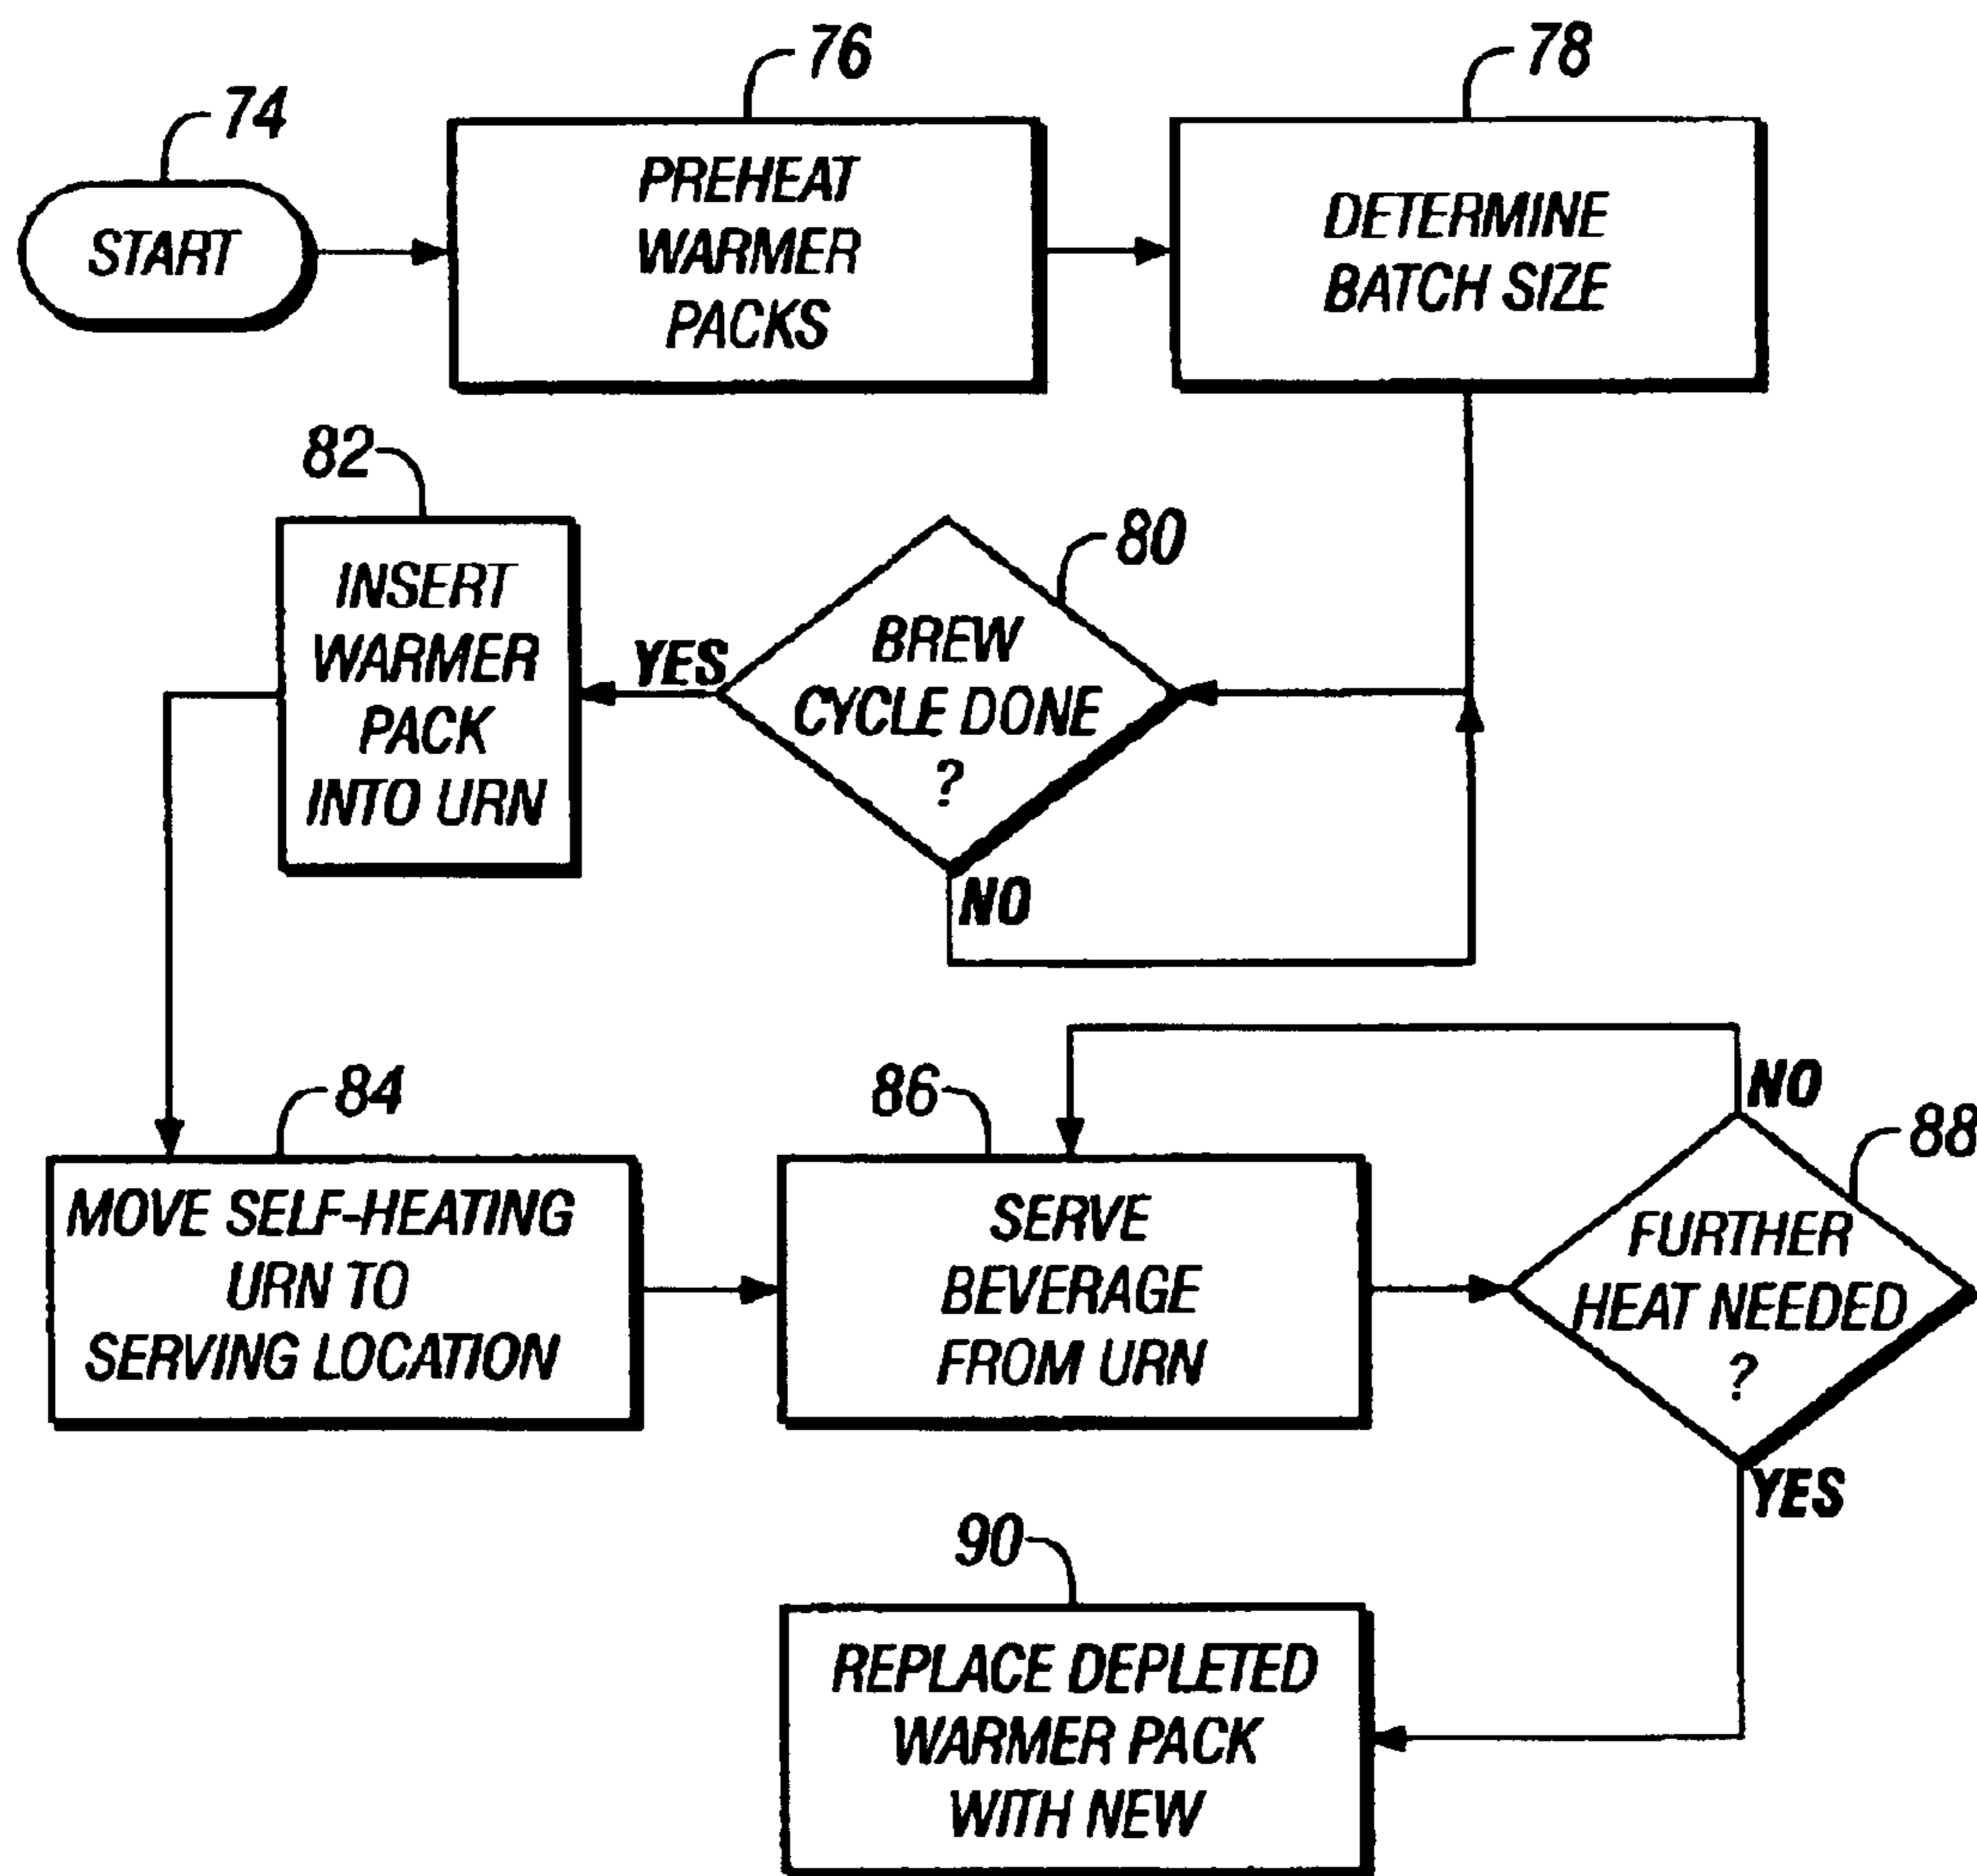 74
START
76
PREHEAT
WARMER
PACKS
78
DETERMINE
BATCH SIZE
80
BREW
CYCLE DONE
?
YES
NO
82
INSERT
WARMER
PACK
INTO URN
84
MOVE SELF-HEATING
URN TO
SERVING LOCATION
86
SERVE
BEVERAGE
FROM URN
88
FURTHER
HEAT NEEDED
?
NO
YES
90
REPLACE DEPLETED
WARMER PACK
WITH NEW